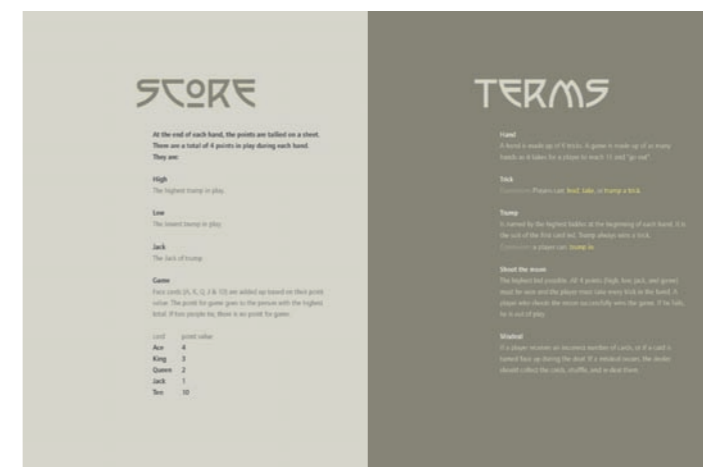 SCORE
At the end of each hand, the points are tallied on a sheet.
There are a total of 4 points in play during each hand.
They are:
High
The highest trump in play.
Low
The lowest trump in play.
Jack
The Jack of trump
Game
Face cards (A, K, Q, J & 10) are added up based on their point
value. The point for game goes to the person with the highest
total. If two people tie, there is no point for game.
card point value
Ace 4
King 3
Queen 2
Jack 1
Ten 10
TERMS
Hand
A hand is made up of 6 tricks. A game is made up of as many
hands as it takes for a player to reach 11 and "go out".
Trick
Players can lead, take, or trump a trick.
Trump
Is named by the highest bidder at the beginning of each hand. It is
the suit of the first card led. Trump always wins a trick.
a player can trump in
Shoot the moon
The highest bid possible. All 4 points (high, low, jack, and game)
must be won and the player must take every trick in the hand. A
player who shoots the moon successfully wins the game. If he fails,
he is out of play.
Misdeal
If a player receives an incorrect number of cards, or if a card is
turned face up during the deal. If a misdeal occurs, the dealer
should collect the cards, shuffle, and re-deal them.